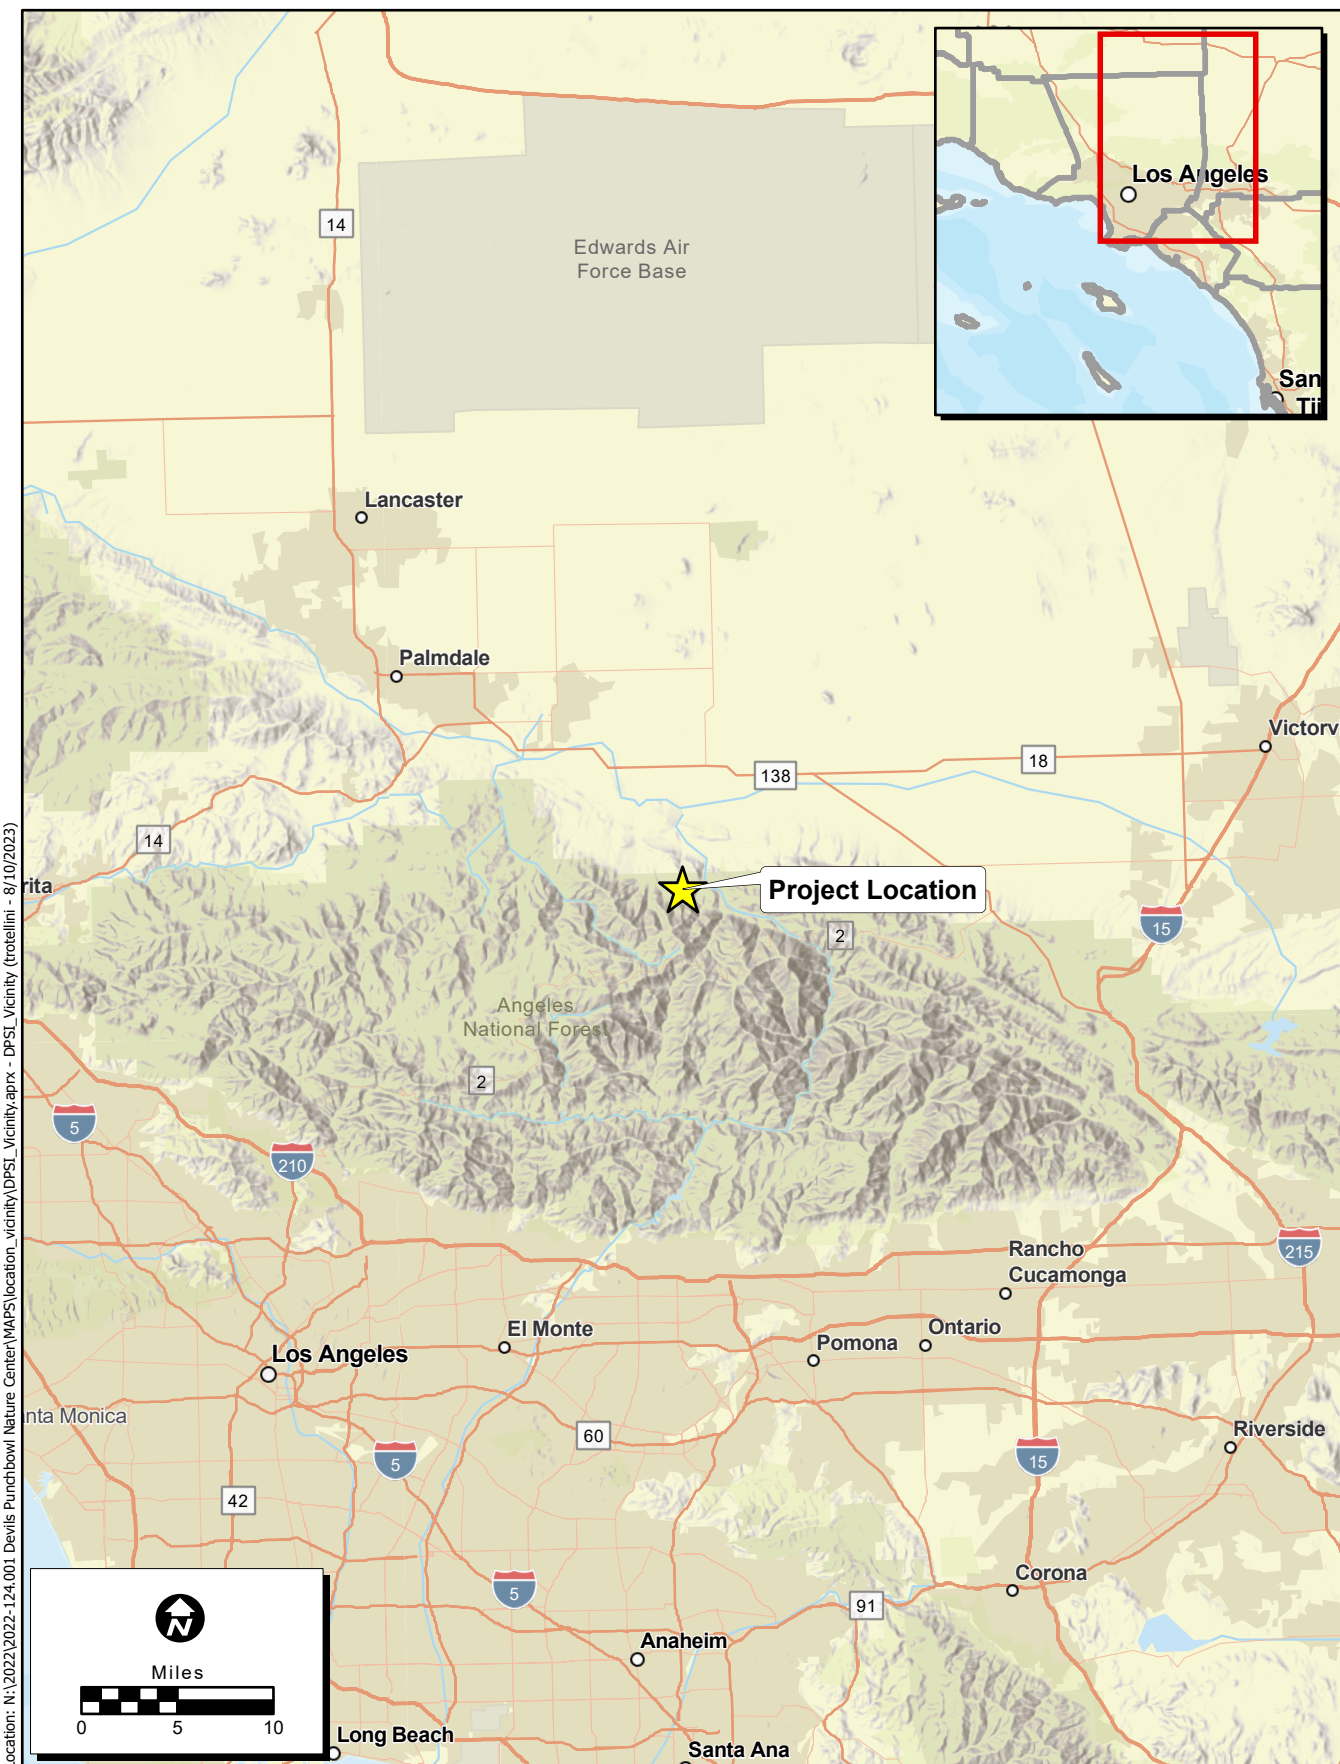 Los Angeles
San
Tij
14
Edwards Air
Force Base
Lancaster
Palmdale
Victorv
18
138
14
rita
Project Location
15
2
Angeles
National Forest
2
5
210
215
Rancho
Cucamonga
El Monte
Ontario
Pomona
Los Angeles
nta Monica
60
Riverside
5
15
42
Corona
5
91
Anaheim
N
Miles
0 5 10
Long Beach
Santa Ana
ocation: N:\2022\2022-124.001 Devils Punchbowl Nature Center\MAPS\location_vicinity\DPSI_Vicinity.aprx - DPSI_Vicinity (trotellini - 8/10/2023)